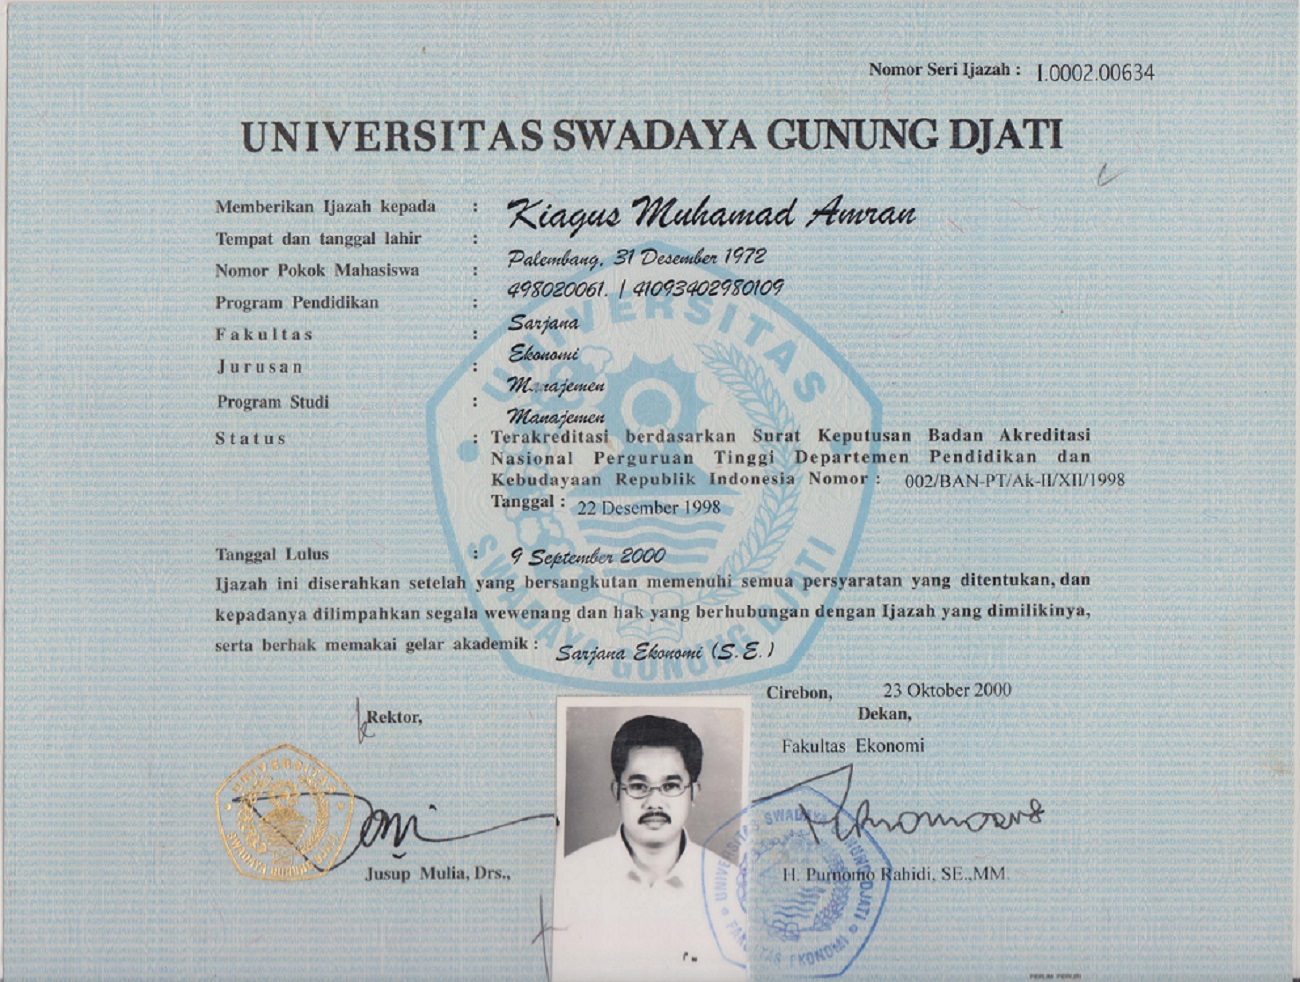 Nomor Seri Ijazah : I.0002.00634
UNIVERSITAS SWADAYA GUNUNG DJATI
Memberikan Ijazah kepada : Kiagus Muhamad Amran
Tempat dan tanggal lahir : Palembang, 31 Desember 1972
Nomor Pokok Mahasiswa : 498020061. / 41093402980109
Program Pendidikan : Sarjana
Fakultas : Ekonomi
Jurusan : Manajemen
Program Studi : Manajemen
Status : Terakreditasi berdasarkan Surat Keputusan Badan Akreditasi
Nasional Perguruan Tinggi Departemen Pendidikan dan
Kebudayaan Republik Indonesia Nomor : 002/BAN-PT/Ak-II/XII/1998
Tanggal : 22 Desember 1998
Tanggal Lulus : 9 September 2000
Ijazah ini diserahkan setelah yang bersangkutan memenuhi semua persyaratan yang ditentukan, dan
kepadanya dilimpahkan segala wewenang dan hak yang berhubungan dengan Ijazah yang dimilikinya,
serta berhak memakai gelar akademik : Sarjana Ekonomi (S.E.)
Cirebon, 23 Oktober 2000
Rektor,
Dekan,
Fakultas Ekonomi
Jusup Mulia, Drs.,
H. Purnomo Rahidi, SE.,MM.
UNIVERSITAS SWADAYA GUNUNG DJATI
UNIVERSITAS SWADAYA GUNUNG DJATI
UNIVERSITAS SWADAYA GUNUNG DJATI
FAKULTAS EKONOMI